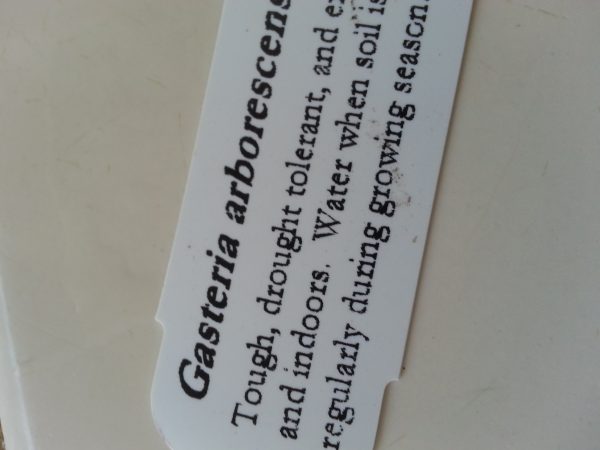 Gasteria arborescens
Tough, drought tolerant, and
and indoors. Water when soil is
regularly during growing season.